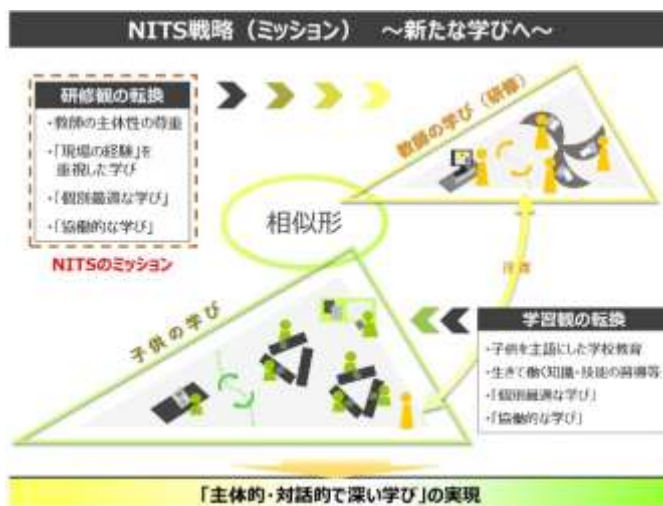 NITS戦略（ミッション）　～新たな学びへ～
研修観の転換
・教師の主体性の尊重
・「現場の経験」を
重視した学び
・「個別最適な学び」
・「協働的な学び」
NITSのミッション
教師の学び（研修）
相似形
子供の学び
学習観の転換
・子供を主語にした学校教育
・生きて働く知識・技能の習得等
・「個別最適な学び」
・「協働的な学び」
「主体的・対話的で深い学び」の実現